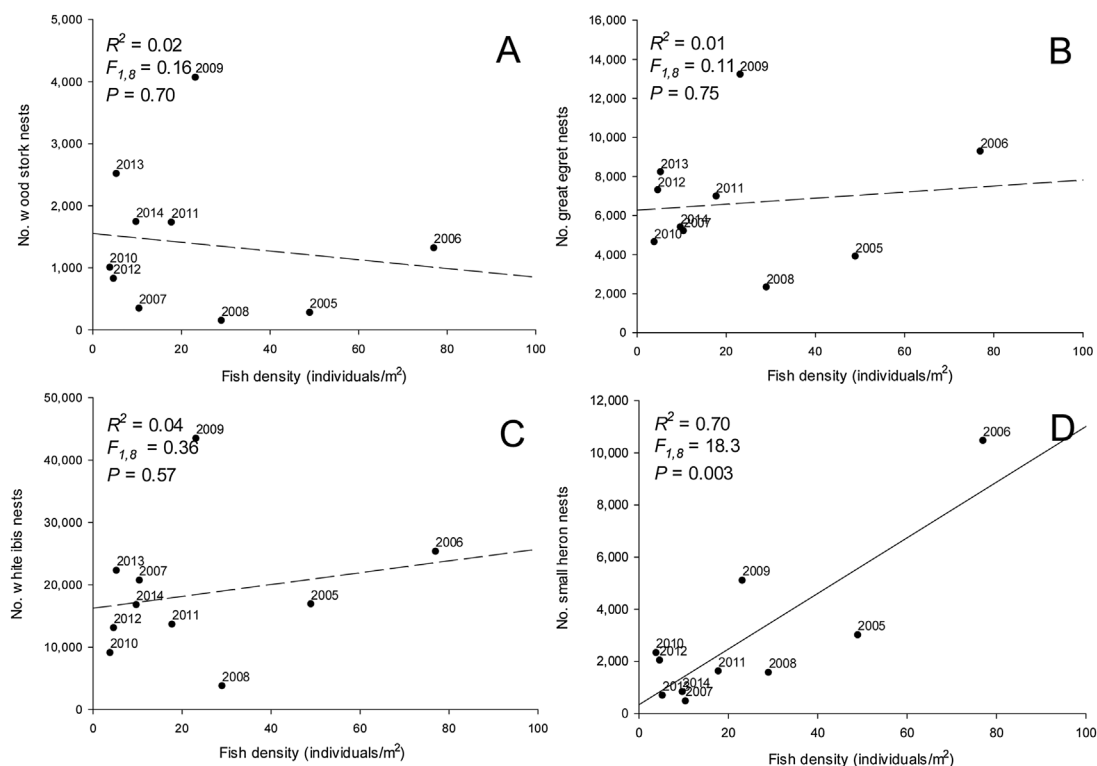 A
R² = 0.02
F1,8 = 0.16
P = 0.70
5,000
4,000
3,000
2,000
1,000
0
No. w ood stork nests
2009
2013
2014
2011
2010
2012
2007
2008
2005
2006
0 20 40 60 80 100
Fish density (individuals/m²)
B
R² = 0.01
F1,8 = 0.11
P = 0.75
16,000
14,000
12,000
10,000
8,000
6,000
4,000
2,000
0
No. great egret nests
2009
2006
2013
2012
2011
2014
2007
2010
2005
2008
0 20 40 60 80 100
Fish density (individuals/m²)
C
R² = 0.04
F1,8 = 0.36
P = 0.57
50,000
40,000
30,000
20,000
10,000
0
No. w hite ibis nests
2009
2006
2013
2007
2014
2005
2012
2011
2010
2008
0 20 40 60 80 100
Fish density (individuals/m²)
D
R² = 0.70
F1,8 = 18.3
P = 0.003
12,000
10,000
8,000
6,000
4,000
2,000
0
No. small heron nests
2006
2009
2005
2010
2012
2011
2008
2013
2014
2007
0 20 40 60 80 100
Fish density (individuals/m²)